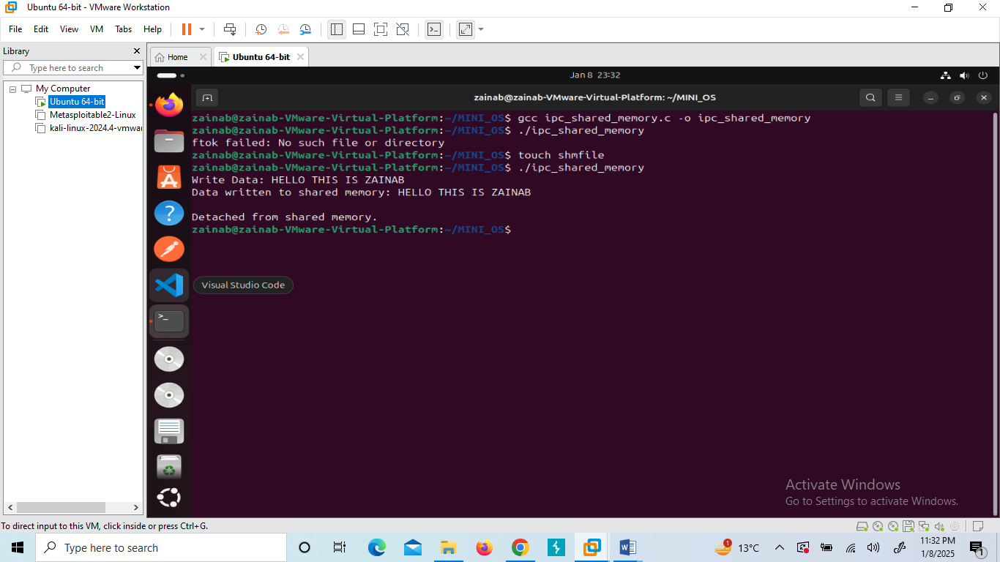 Ubuntu 64-bit - VMware Workstation
File Edit View VM Tabs Help
Library
Type here to search
My Computer
Ubuntu 64-bit
Metasploitable2-Linux
kali-linux-2024.4-vmwar
Home
Ubuntu 64-bit
Jan 8 23:32
zainab@zainab-VMware-Virtual-Platform: ~/MINI_OS
zainab@zainab-VMware-Virtual-Platform:~/MINI_OS$ gcc ipc_shared_memory.c -o ipc_shared_memory
zainab@zainab-VMware-Virtual-Platform:~/MINI_OS$ ./ipc_shared_memory
ftok failed: No such file or directory
zainab@zainab-VMware-Virtual-Platform:~/MINI_OS$ touch shmfile
zainab@zainab-VMware-Virtual-Platform:~/MINI_OS$ ./ipc_shared_memory
Write Data: HELLO THIS IS ZAINAB
Data written to shared memory: HELLO THIS IS ZAINAB
Detached from shared memory.
zainab@zainab-VMware-Virtual-Platform:~/MINI_OS$
Visual Studio Code
Activate Windows
Go to Settings to activate Windows.
To direct input to this VM, click inside or press Ctrl+G.
Type here to search
1
13°C
11:32 PM
1/8/2025
1